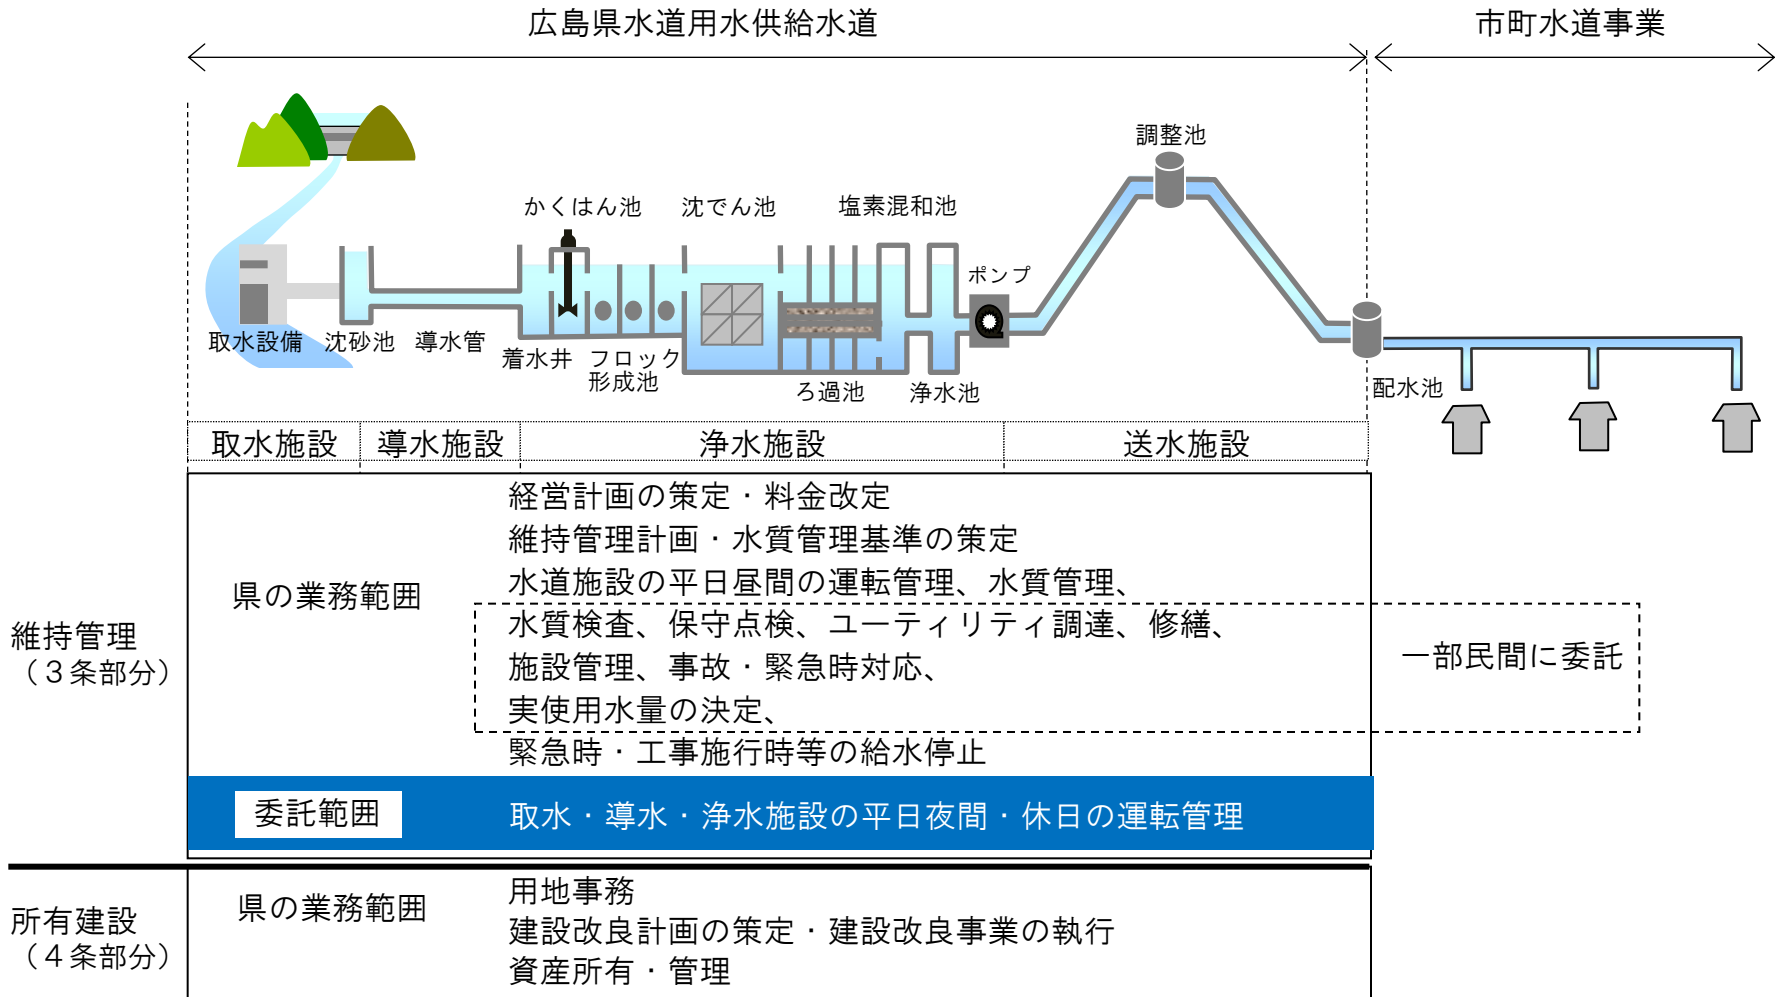 広島県水道用水供給水道
市町水道事業
調整池
かくはん池
沈でん池
塩素混和池
ポンプ
取水設備
沈砂池
導水管
着水井
フロック
形成池
ろ過池
浄水池
配水池
取水施設
導水施設
浄水施設
送水施設
維持管理
（３条部分）
県の業務範囲
経営計画の策定・料金改定
維持管理計画・水質管理基準の策定
水道施設の平日昼間の運転管理、水質管理、
水質検査、保守点検、ユーティリティ調達、修繕、
施設管理、事故・緊急時対応、
実使用水量の決定、
緊急時・工事施行時等の給水停止
一部民間に委託
委託範囲
取水・導水・浄水施設の平日夜間・休日の運転管理
所有建設
（４条部分）
県の業務範囲
用地事務
建設改良計画の策定・建設改良事業の執行
資産所有・管理